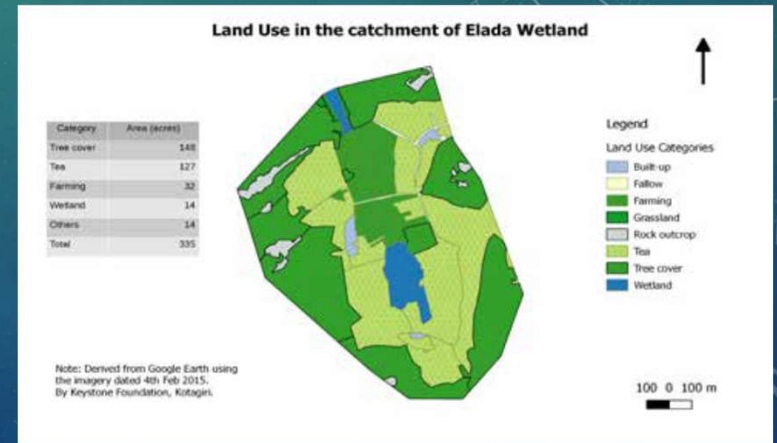 Land Use in the catchment of Elada Wetland
Category Area (acres)
Tree cover 148
Tea 127
Farming 32
Wetland 14
Others 14
Total 335
Legend
Land Use Categories
Built-up
Fallow
Farming
Grassland
Rock outcrop
Tea
Tree cover
Wetland
Note: Derived from Google Earth using
the imagery dated 4th Feb 2015.
By Keystone Foundation, Kotagiri.
100 0 100 m